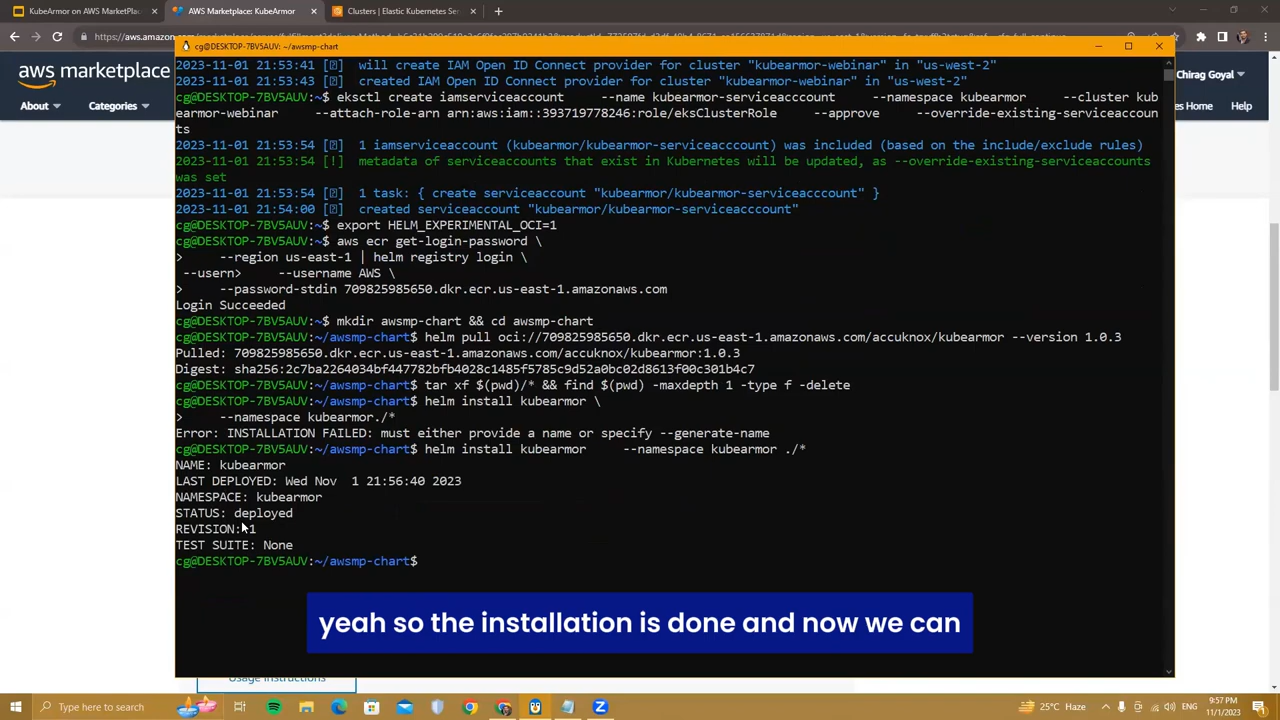 KubeArmor on AWS MarketPlac
AWS Marketplace: KubeArmor
Clusters | Elastic Kubernetes Ser
cg@DESKTOP-7BV5AUV: ~/awsmp-chart
aws marketplace
About
Categories
Chirag Goyal
Help
2023-11-01 21:53:41 [?]  will create IAM Open ID Connect provider for cluster "kubearmor-webinar" in "us-west-2"
2023-11-01 21:53:43 [?]  created IAM Open ID Connect provider for cluster "kubearmor-webinar" in "us-west-2"
cg@DESKTOP-7BV5AUV:~$ eksctl create iamserviceaccount     --name kubearmor-serviceacccount     --namespace kubearmor     --cluster kub
earmor-webinar     --attach-role-arn arn:aws:iam::393719778246:role/eksClusterRole     --approve     --override-existing-serviceaccoun
ts
2023-11-01 21:53:54 [?]  1 iamserviceaccount (kubearmor/kubearmor-serviceacccount) was included (based on the include/exclude rules)
2023-11-01 21:53:54 [!]  metadata of serviceaccounts that exist in Kubernetes will be updated, as --override-existing-serviceaccounts
was set
2023-11-01 21:53:54 [?]  1 task: { create serviceaccount "kubearmor/kubearmor-serviceacccount" }
2023-11-01 21:54:00 [?]  created serviceaccount "kubearmor/kubearmor-serviceacccount"
cg@DESKTOP-7BV5AUV:~$ export HELM_EXPERIMENTAL_OCI=1
cg@DESKTOP-7BV5AUV:~$ aws ecr get-login-password \
>     --region us-east-1 | helm registry login \
--usern>     --username AWS \
>     --password-stdin 709825985650.dkr.ecr.us-east-1.amazonaws.com
Login Succeeded
cg@DESKTOP-7BV5AUV:~$ mkdir awsmp-chart && cd awsmp-chart
cg@DESKTOP-7BV5AUV:~/awsmp-chart$ helm pull oci://709825985650.dkr.ecr.us-east-1.amazonaws.com/accuknox/kubearmor --version 1.0.3
Pulled: 709825985650.dkr.ecr.us-east-1.amazonaws.com/accuknox/kubearmor:1.0.3
Digest: sha256:2c7ba2264034bf447782bfb4028c185785c9d52a0bc02d8613f00c301b4c7
cg@DESKTOP-7BV5AUV:~/awsmp-chart$ tar xf $(pwd)/* && find $(pwd) -maxdepth 1 -type f -delete
cg@DESKTOP-7BV5AUV:~/awsmp-chart$ helm install kubearmor \
>     --namespace kubearmor./*
Error: INSTALLATION FAILED: must either provide a name or specify --generate-name
cg@DESKTOP-7BV5AUV:~/awsmp-chart$ helm install kubearmor     --namespace kubearmor ./*
NAME: kubearmor
LAST DEPLOYED: Wed Nov  1 21:56:40 2023
NAMESPACE: kubearmor
STATUS: deployed
REVISION: 1
TEST SUITE: None
cg@DESKTOP-7BV5AUV:~/awsmp-chart$
yeah so the installation is done and now we can
Usage Instructions
Type here to search
25°C Haze
ENG
9:57 PM
11/1/2023